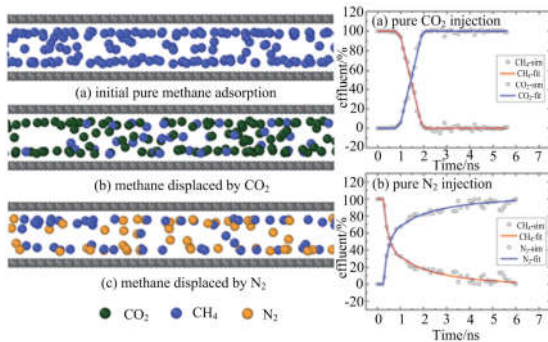 (a) initial pure methane adsorption
(b) methane displaced by CO₂
(c) methane displaced by N₂
CO₂ CH₄ N₂
(a) pure CO₂ injection
effluent/%
120
100
80
60
40
20
0
-20
CH₄-sim
CH₄-fit
CO₂-sim
CO₂-fit
0 1 2 3 4 5 6 7
Time/ns
(b) pure N₂ injection
effluent/%
120
100
80
60
40
20
0
-20
CH₄-sim
CH₄-fit
N₂-sim
N₂-fit
0 1 2 3 4 5 6 7
Time/ns